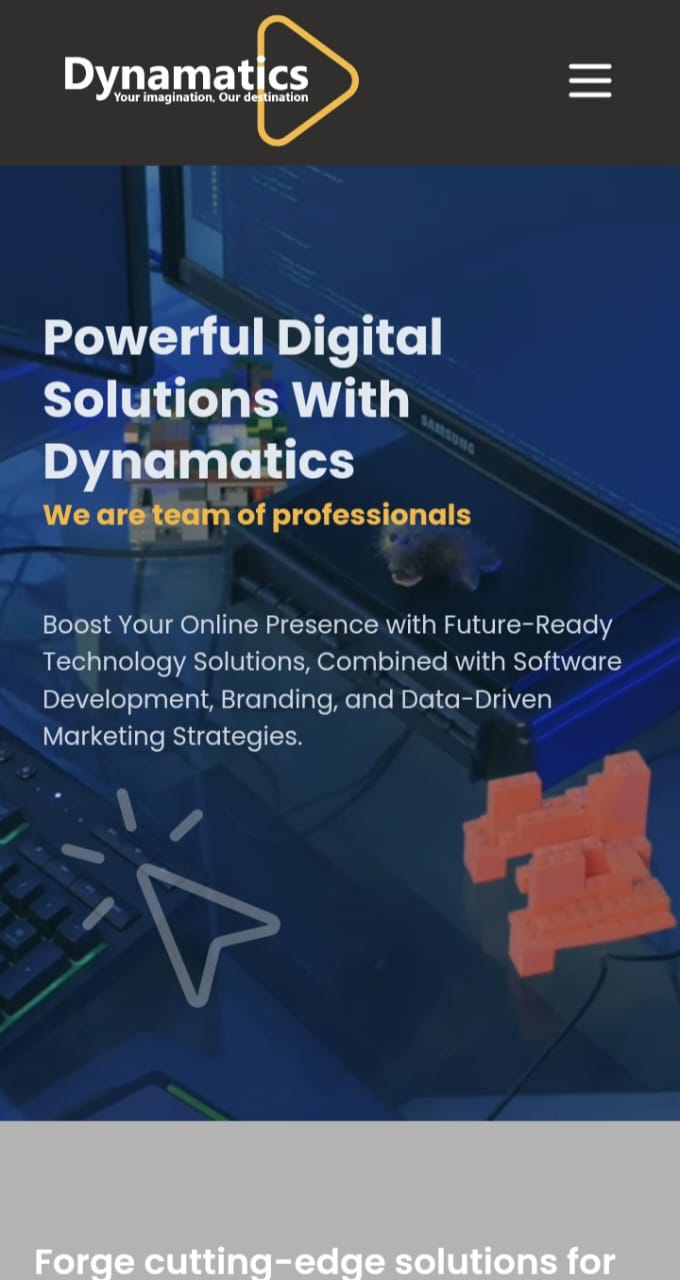 Dynamatics
Your imagination, Our destination
Powerful Digital
Solutions With
Dynamatics
SAMSUNG
We are team of professionals
Boost Your Online Presence with Future-Ready
Technology Solutions, Combined with Software
Development, Branding, and Data-Driven
Marketing Strategies.
Forge cutting-edge solutions for